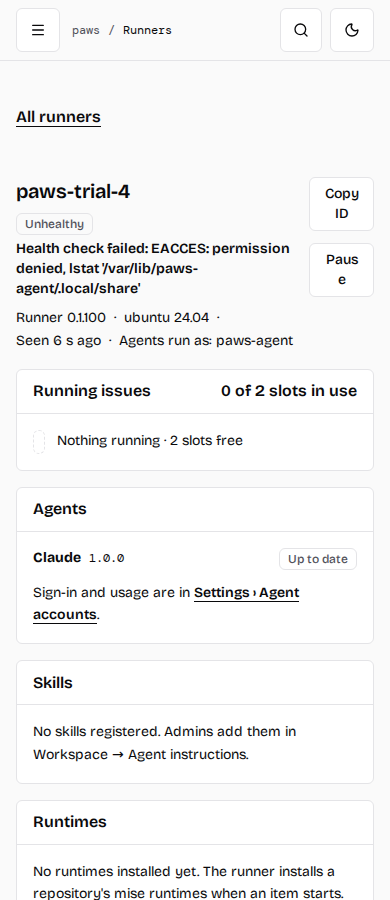 paws / Runners
All runners
paws-trial-4
Copy
ID
Unhealthy
Health check failed: EACCES: permission
denied, lstat '/var/lib/paws-
agent/.local/share'
Paus
e
Runner 0.1.100 · ubuntu 24.04 ·
Seen 6 s ago · Agents run as: paws-agent
Running issues 0 of 2 slots in use
Nothing running · 2 slots free
Agents
Claude 1.0.0 Up to date
Sign-in and usage are in Settings › Agent
accounts.
Skills
No skills registered. Admins add them in
Workspace → Agent instructions.
Runtimes
No runtimes installed yet. The runner installs a
repository's mise runtimes when an item starts.